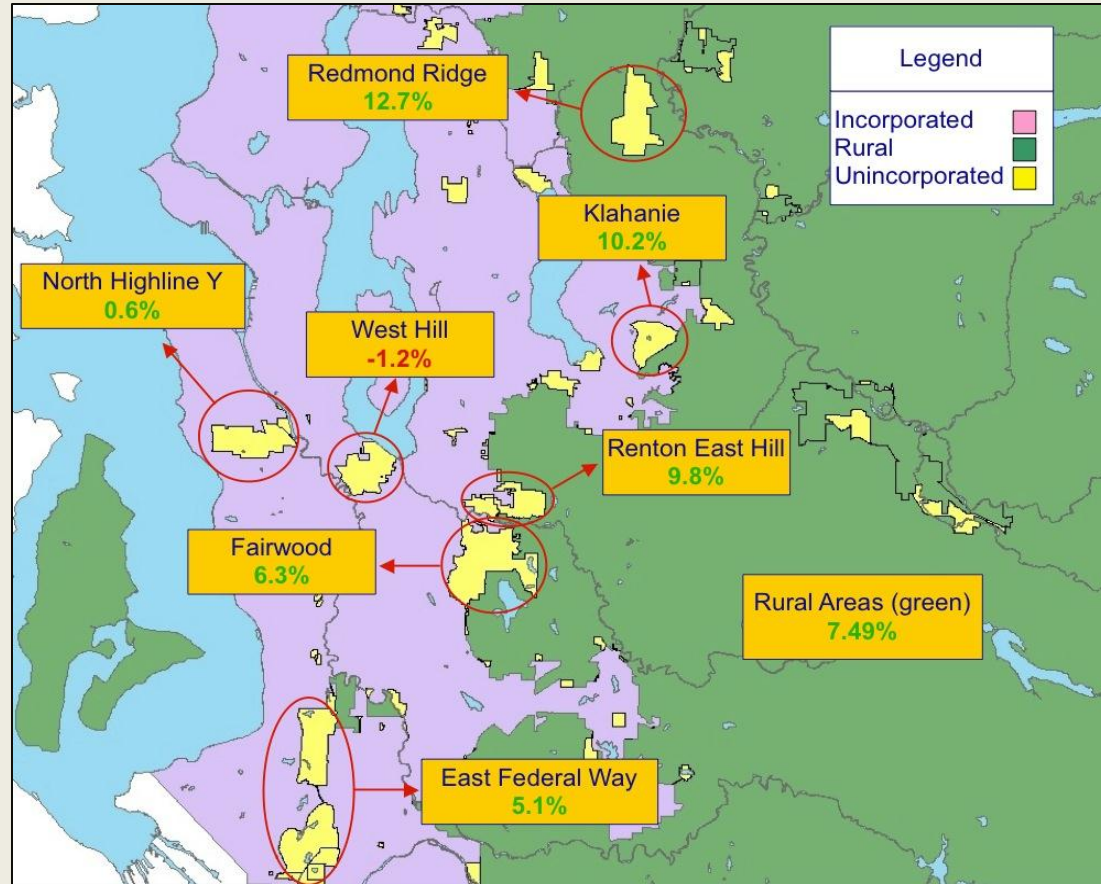 Legend
Incorporated
Rural
Unincorporated
Redmond Ridge
12.7%
Klahanie
10.2%
North Highline Y
0.6%
West Hill
-1.2%
Renton East Hill
9.8%
Fairwood
6.3%
Rural Areas (green)
7.49%
East Federal Way
5.1%